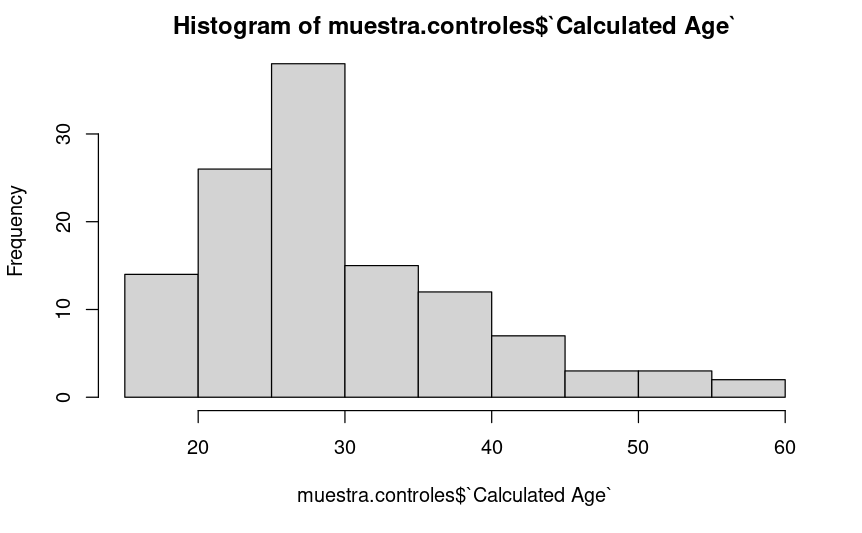 Histogram of muestra.controles$`Calculated Age`
Frequency
30
20
10
0
20 30 40 50 60
muestra.controles$`Calculated Age`